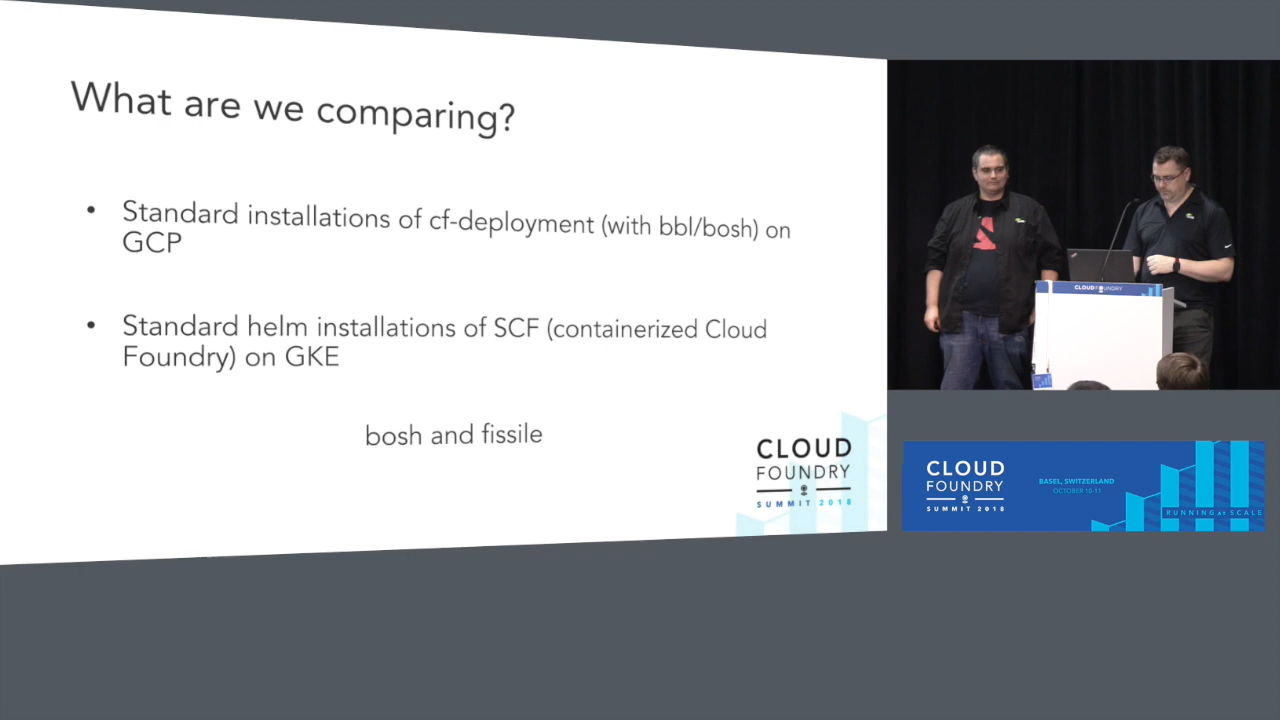 What are we comparing?
• Standard installations of cf-deployment (with bbl/bosh) on
GCP
• Standard helm installations of SCF (containerized Cloud
Foundry) on GKE
bosh and fissile
CLOUD
FOUNDRY
SUMMIT 2018
CLOUD FOUNDRY
CLOUD
FOUNDRY
SUMMIT 2018
BASEL, SWITZERLAND
OCTOBER 10-11
RUNNING AT SCALE